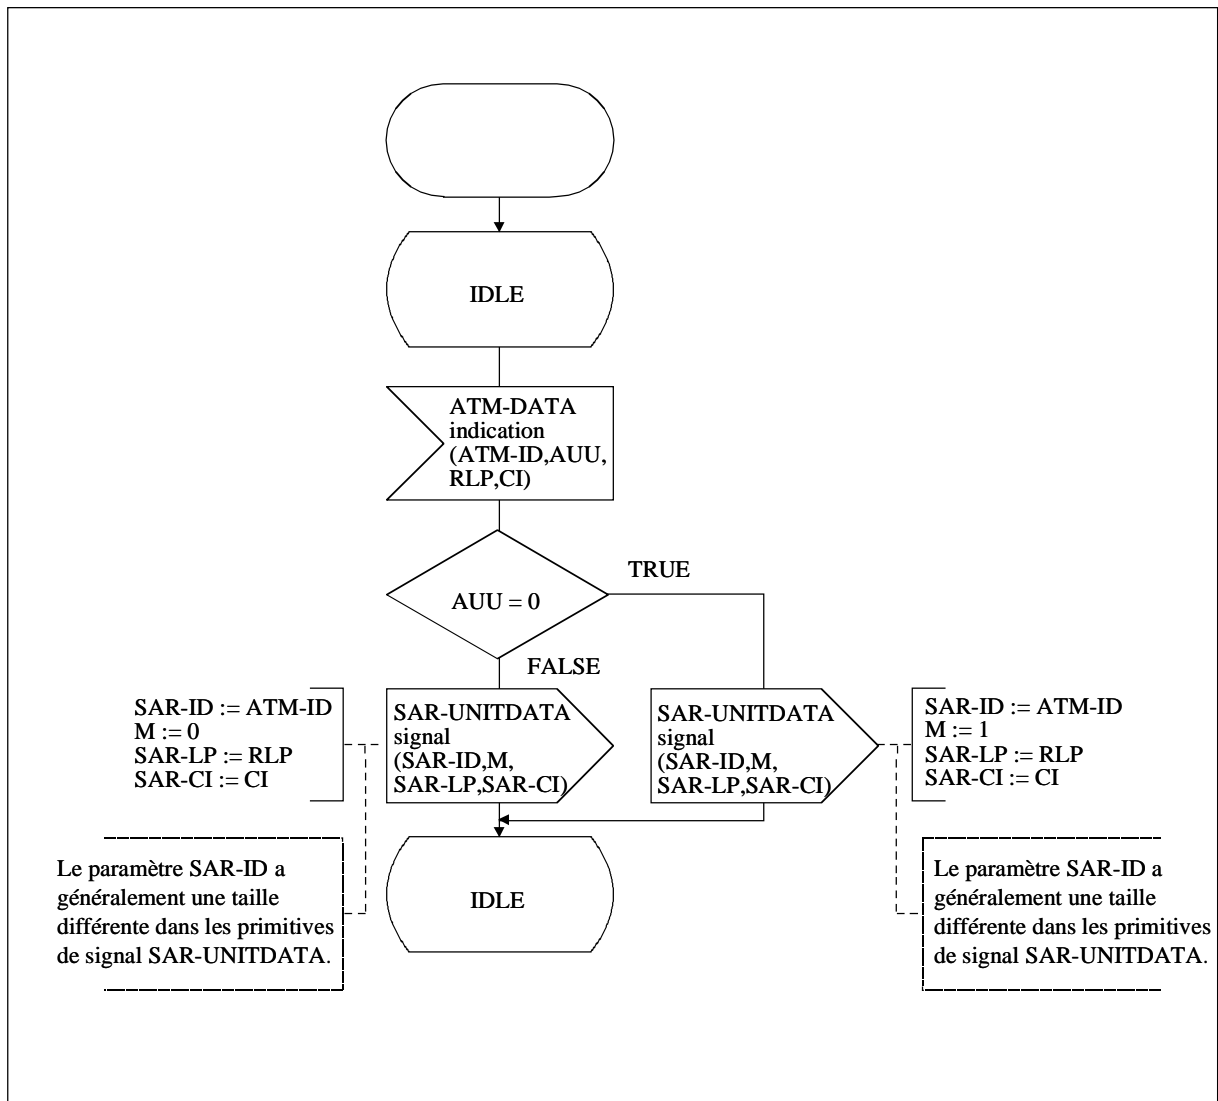 IDLE
ATM-DATA
indication
(ATM-ID,AUU,
RLP,CI)
TRUE
AUU = 0
FALSE
SAR-ID := ATM-ID
M := 0
SAR-LP := RLP
SAR-CI := CI
SAR-UNITDATA
signal
(SAR-ID,M,
SAR-LP,SAR-CI)
SAR-UNITDATA
signal
(SAR-ID,M,
SAR-LP,SAR-CI)
SAR-ID := ATM-ID
M := 1
SAR-LP := RLP
SAR-CI := CI
Le paramètre SAR-ID a
généralement une taille
différente dans les primitives
de signal SAR-UNITDATA.
IDLE
Le paramètre SAR-ID a
généralement une taille
différente dans les primitives
de signal SAR-UNITDATA.